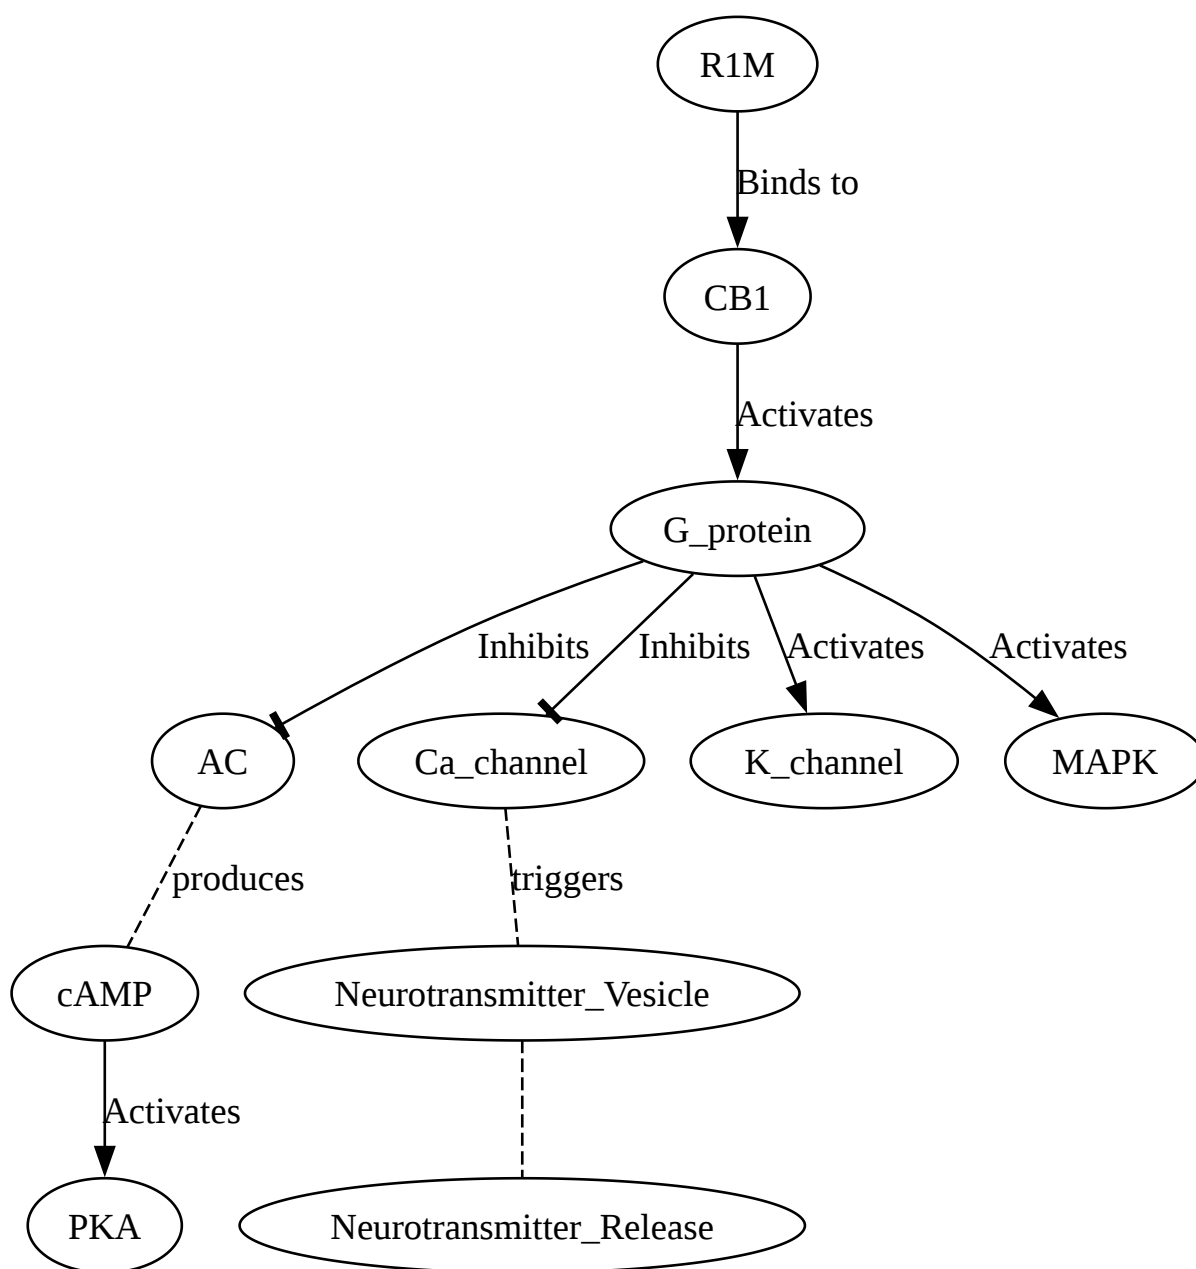 R1M
Binds to
CB1
Activates
G_protein
Inhibits
Inhibits
Activates
Activates
AC
Ca_channel
K_channel
MAPK
produces
triggers
cAMP
Neurotransmitter_Vesicle
Activates
PKA
Neurotransmitter_Release